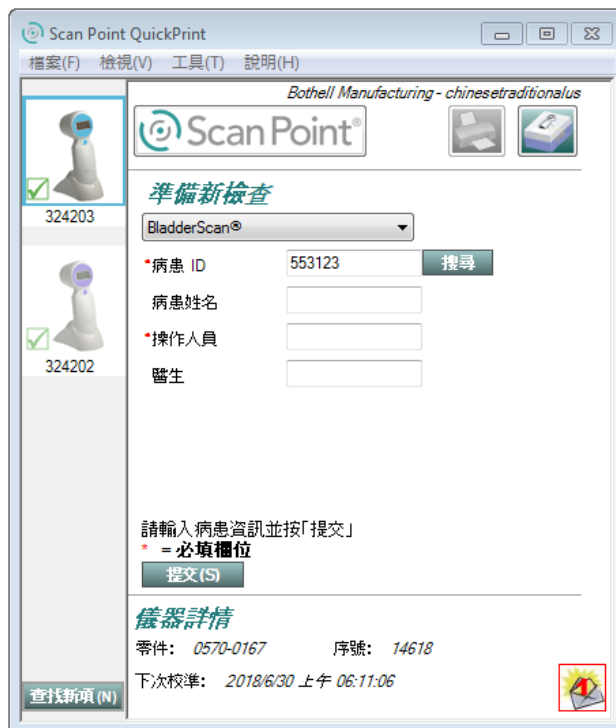 Scan Point QuickPrint
檔案(F) 檢視(V) 工具(T) 說明(H)
Bothell Manufacturing - chinesetraditionalus
Scan Point®
324203
324202
準備新檢查
BladderScan®
*病患 ID 553123 搜尋
病患姓名
*操作人員
醫生
請輸入病患資訊並按「提交」
* = 必填欄位
提交(S)
儀器詳情
零件: 0570-0167 序號: 14618
下次校準: 2018/6/30 上午 06:11:06
查找新項(N)